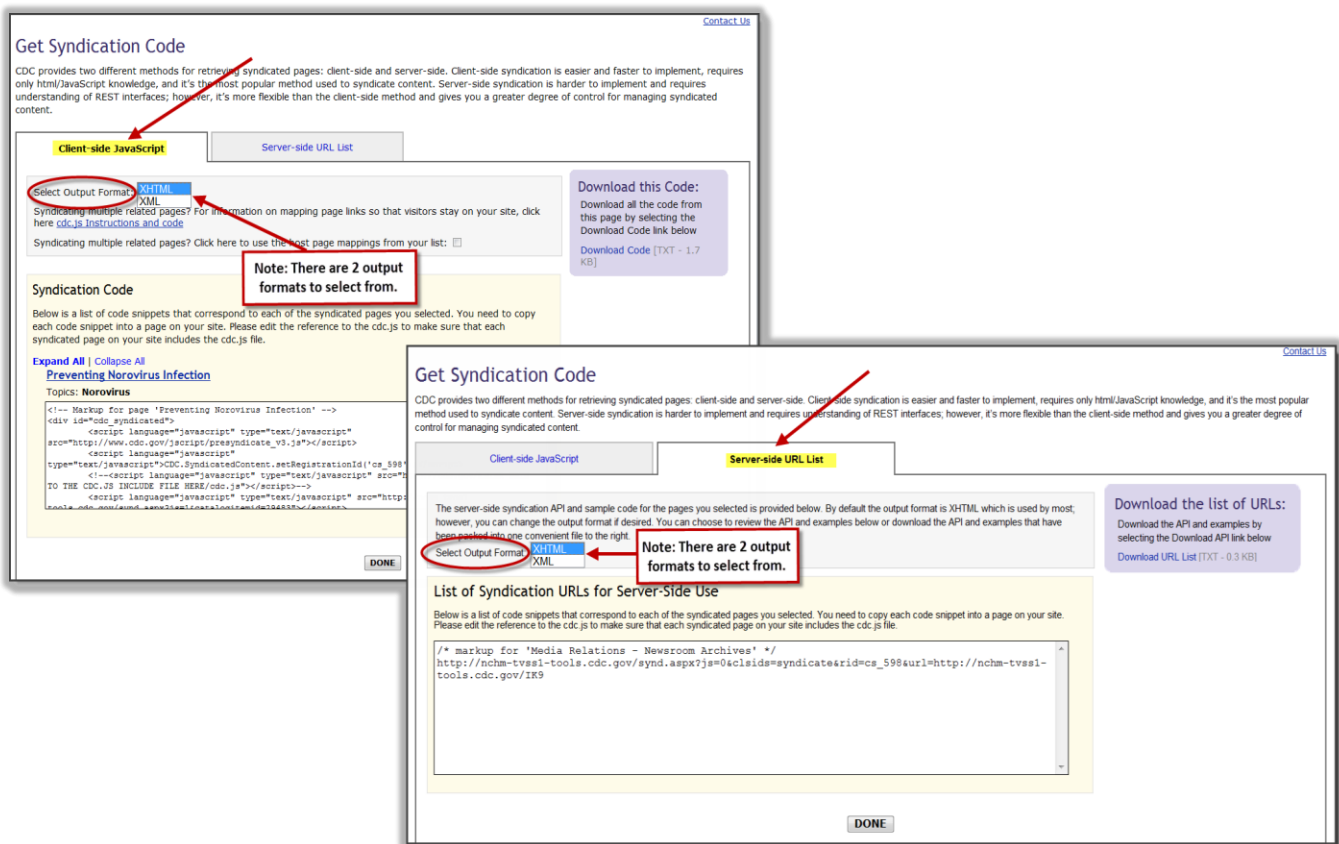 Contact Us
Get Syndication Code
CDC provides two different methods for retrieving syndicated pages: client-side and server-side. Client-side syndication is easier and faster to implement, requires
only html/JavaScript knowledge, and it's the most popular method used to syndicate content. Server-side syndication is harder to implement and requires
understanding of REST interfaces; however, it's more flexible than the client-side method and gives you a greater degree of control for managing syndicated
content.
Client-side JavaScript
Server-side URL List
Select Output Format: XHTML
XML
Syndicating multiple related pages? For information on mapping page links so that visitors stay on your site, click
here cdc.js Instructions and code
Syndicating multiple related pages? Click here to use the host page mappings from your list:
Note: There are 2 output
formats to select from.
Download this Code:
Download all the code from
this page by selecting the
Download Code link below
Download Code [TXT - 1.7
KB]
Syndication Code
Below is a list of code snippets that correspond to each of the syndicated pages you selected. You need to copy
each code snippet into a page on your site. Please edit the reference to the cdc.js to make sure that each
syndicated page on your site includes the cdc.js file.
Expand All | Collapse All
Preventing Norovirus Infection
Topics: Norovirus
<!-- Markup for page 'Preventing Norovirus Infection' -->
<div id="cdc_syndicated">
<script language="javascript" type="text/javascript"
src="http://www.cdc.gov/jscript/presyndicate_v3.js"></script>
<script language="javascript"
type="text/javascript">CDC.SyndicatedContent.setRegistrationId('cs_598'
<!--<script language="javascript" type="text/javascript" src="h
TO THE CDC.JS INCLUDE FILE HERE/cdc.js"></script>-->
<script language="javascript" type="text/javascript" src="http:
DONE
Contact Us
Get Syndication Code
CDC provides two different methods for retrieving syndicated pages: client-side and server-side. Client-side syndication is easier and faster to implement, requires only html/JavaScript knowledge, and it's the most popular
method used to syndicate content. Server-side syndication is harder to implement and requires understanding of REST interfaces; however, it's more flexible than the client-side method and gives you a greater degree of
control for managing syndicated content.
Client-side JavaScript
Server-side URL List
The server-side syndication API and sample code for the pages you selected is provided below. By default the output format is XHTML which is used by most;
however, you can change the output format if desired. You can choose to review the API and examples below or download the API and examples that have
been packed into one convenient file to the right.
Select Output Format XHTML
XML
Note: There are 2 output
formats to select from.
Download the list of URLs:
Download the API and examples by
selecting the Download API link below
Download URL List [TXT - 0.3 KB]
List of Syndication URLs for Server-Side Use
Below is a list of code snippets that correspond to each of the syndicated pages you selected. You need to copy each code snippet into a page on your site.
Please edit the reference to the cdc.js to make sure that each syndicated page on your site includes the cdc.js file.
/* markup for 'Media Relations - Newsroom Archives' */
http://nchm-tvss1-tools.cdc.gov/synd.aspx?js=0&clsids=syndicate&rid=cs_598&url=http://nchm-tvss1-
tools.cdc.gov/IK9
DONE